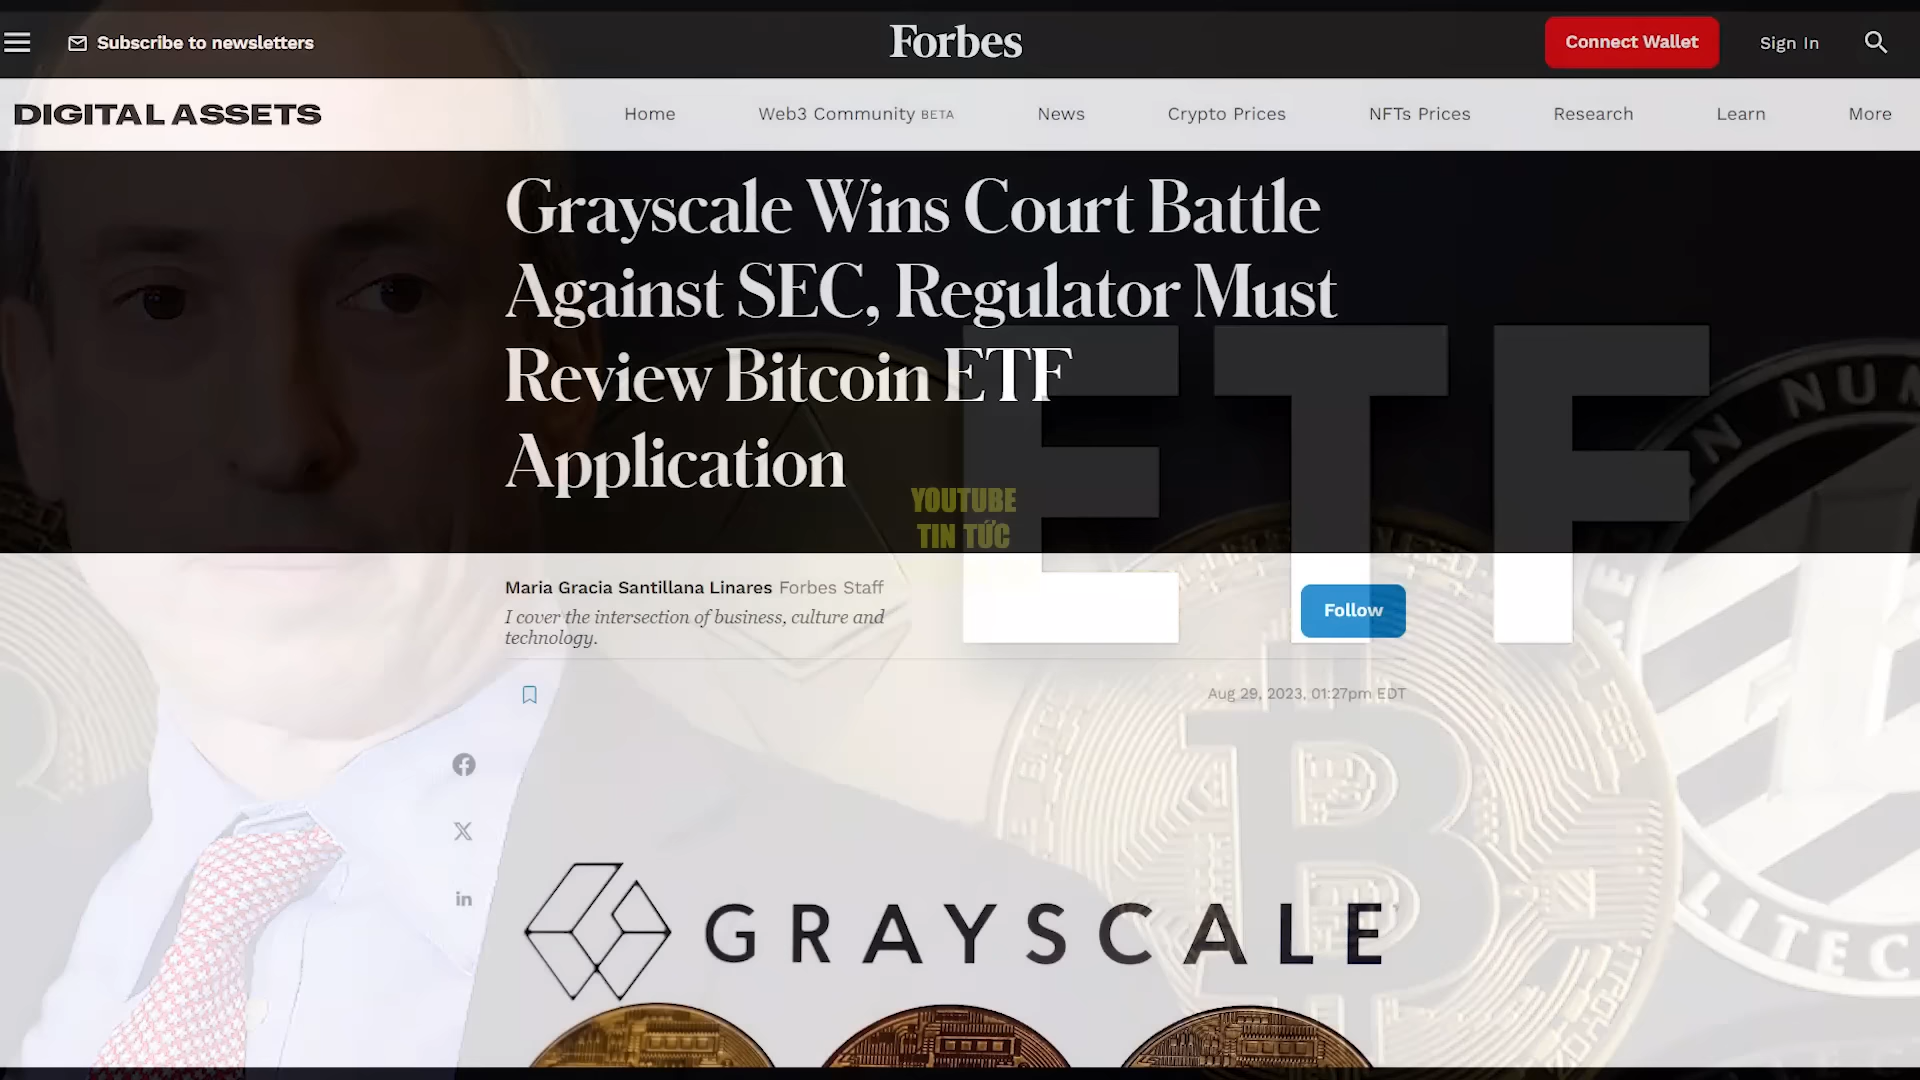 Subscribe to newsletters
Forbes
Connect Wallet
Sign In
DIGITAL ASSETS
Home
Web3 Community BETA
News
Crypto Prices
NFTs Prices
Research
Learn
More
Grayscale Wins Court Battle
Against SEC, Regulator Must
Review Bitcoin ETF
Application
ETF
YOUTUBE
TIN TỨC
Maria Gracia Santillana Linares Forbes Staff
I cover the intersection of business, culture and
technology.
Follow
Aug 29, 2023, 01:27pm EDT
in
GRAYSCALE